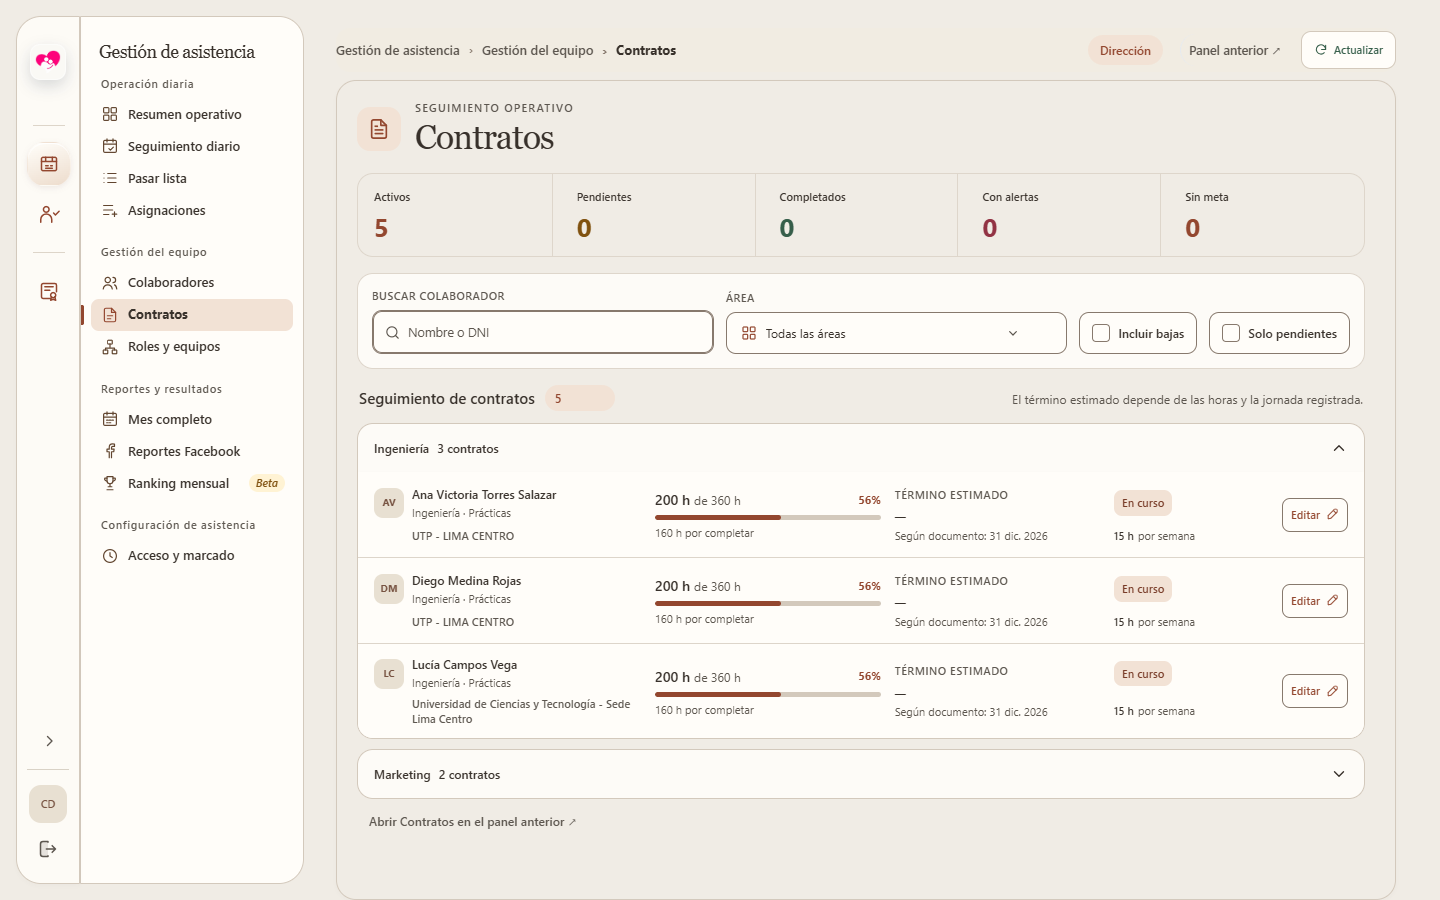 Gestión de asistencia
Operación diaria
Resumen operativo
Seguimiento diario
Pasar lista
Asignaciones
Gestión del equipo
Colaboradores
Contratos
Roles y equipos
Reportes y resultados
Mes completo
Reportes Facebook
Ranking mensual Beta
Configuración de asistencia
Acceso y marcado
CD
Gestión de asistencia › Gestión del equipo › Contratos
Dirección
Panel anterior ↗
Actualizar
SEGUIMIENTO OPERATIVO
Contratos
Activos
5
Pendientes
0
Completados
0
Con alertas
0
Sin meta
0
BUSCAR COLABORADOR
Nombre o DNI
ÁREA
Todas las áreas
Incluir bajas
Solo pendientes
Seguimiento de contratos 5
El término estimado depende de las horas y la jornada registrada.
Ingeniería 3 contratos
AV
Ana Victoria Torres Salazar
Ingeniería · Prácticas
UTP - LIMA CENTRO
200 h de 360 h 56%
160 h por completar
TÉRMINO ESTIMADO
—
Según documento: 31 dic. 2026
En curso
15 h por semana
Editar
DM
Diego Medina Rojas
Ingeniería · Prácticas
UTP - LIMA CENTRO
200 h de 360 h 56%
160 h por completar
TÉRMINO ESTIMADO
—
Según documento: 31 dic. 2026
En curso
15 h por semana
Editar
LC
Lucía Campos Vega
Ingeniería · Prácticas
Universidad de Ciencias y Tecnología - Sede
Lima Centro
200 h de 360 h 56%
160 h por completar
TÉRMINO ESTIMADO
—
Según documento: 31 dic. 2026
En curso
15 h por semana
Editar
Marketing 2 contratos
Abrir Contratos en el panel anterior ↗